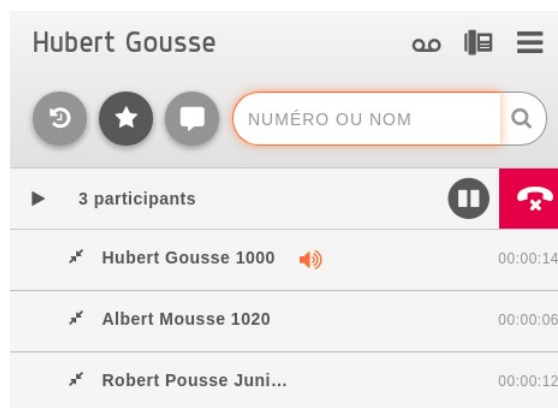 Hubert Gousse
NUMÉRO OU NOM
3 participants
Hubert Gousse 1000 00:00:14
Albert Mousse 1020 00:00:06
Robert Pousse Juni... 00:00:12